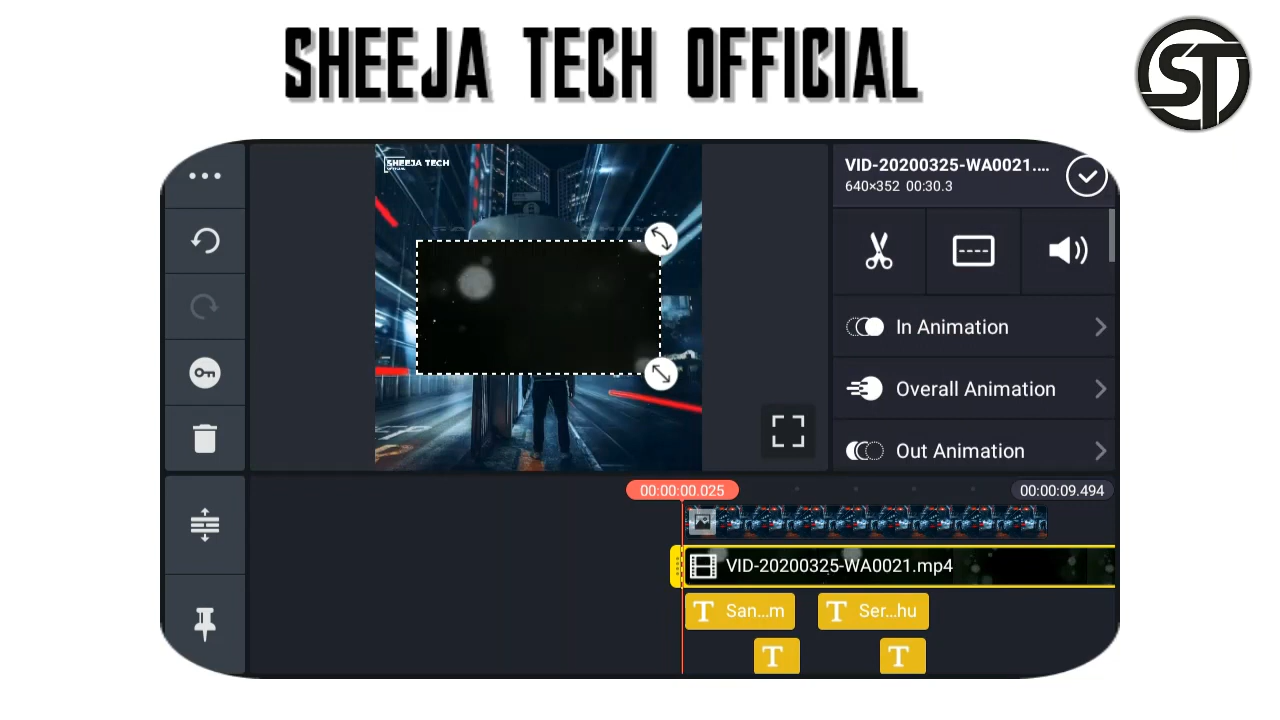 SHEEJA TECH OFFICIAL
ST
SHEEJA TECH
OFFICIAL
VID-20200325-WA0021....
640×352 00:30.3
In Animation
Overall Animation
Out Animation
00:00:00.025
00:00:09.494
VID-20200325-WA0021.mp4
T San...m
T Ser...hu
T
T